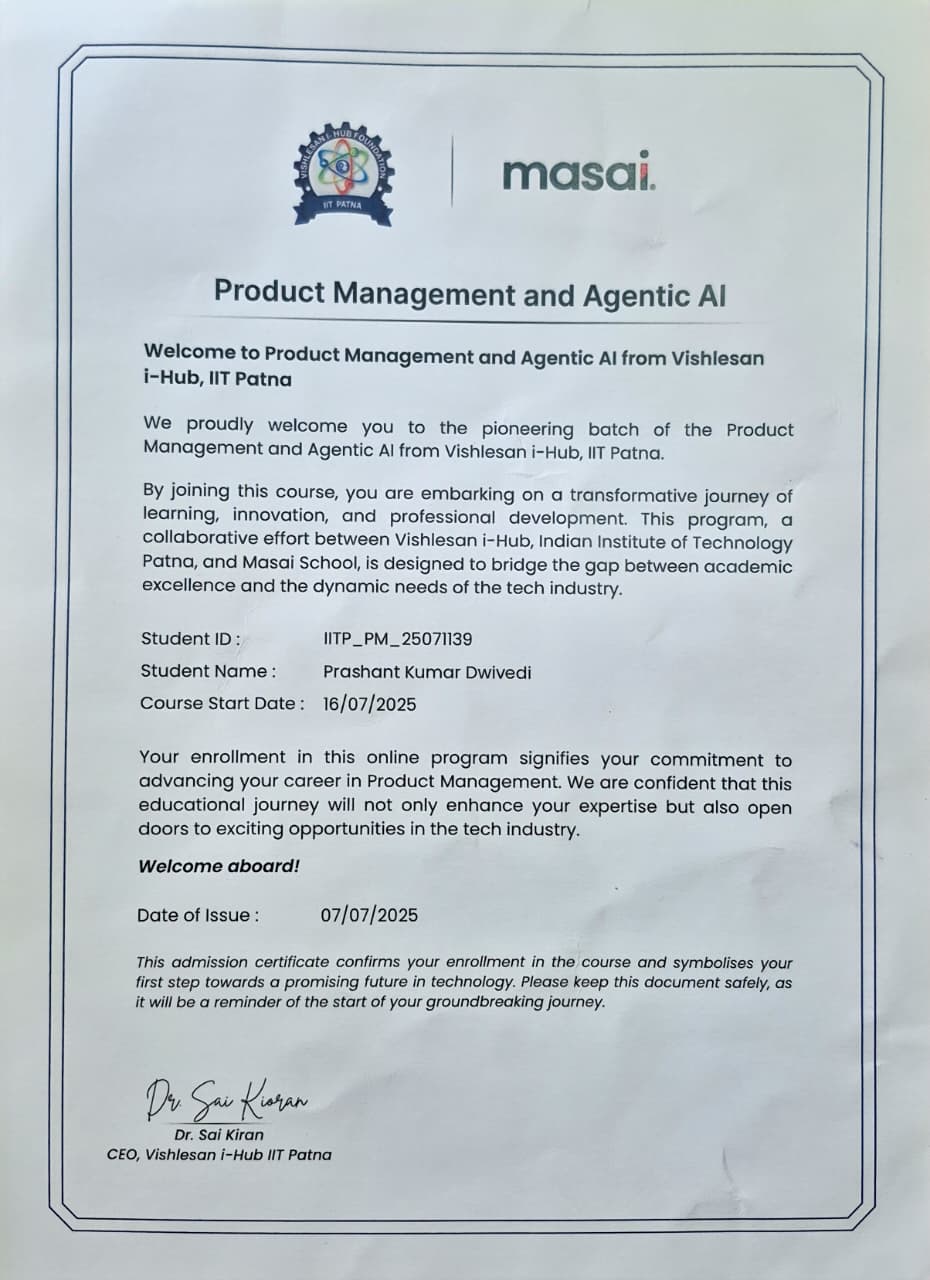 VISHLESAN I-HUB FOUNDATION
IIT PATNA
masai.
Product Management and Agentic AI
Welcome to Product Management and Agentic AI from Vishlesan
i-Hub, IIT Patna
We proudly welcome you to the pioneering batch of the Product
Management and Agentic AI from Vishlesan i-Hub, IIT Patna.
By joining this course, you are embarking on a transformative journey of
learning, innovation, and professional development. This program, a
collaborative effort between Vishlesan i-Hub, Indian Institute of Technology
Patna, and Masai School, is designed to bridge the gap between academic
excellence and the dynamic needs of the tech industry.
Student ID : IITP_PM_25071139
Student Name : Prashant Kumar Dwivedi
Course Start Date : 16/07/2025
Your enrollment in this online program signifies your commitment to
advancing your career in Product Management. We are confident that this
educational journey will not only enhance your expertise but also open
doors to exciting opportunities in the tech industry.
Welcome aboard!
Date of Issue : 07/07/2025
This admission certificate confirms your enrollment in the course and symbolises your
first step towards a promising future in technology. Please keep this document safely, as
it will be a reminder of the start of your groundbreaking journey.
Dr. Sai Kioran
Dr. Sai Kiran
CEO, Vishlesan i-Hub IIT Patna